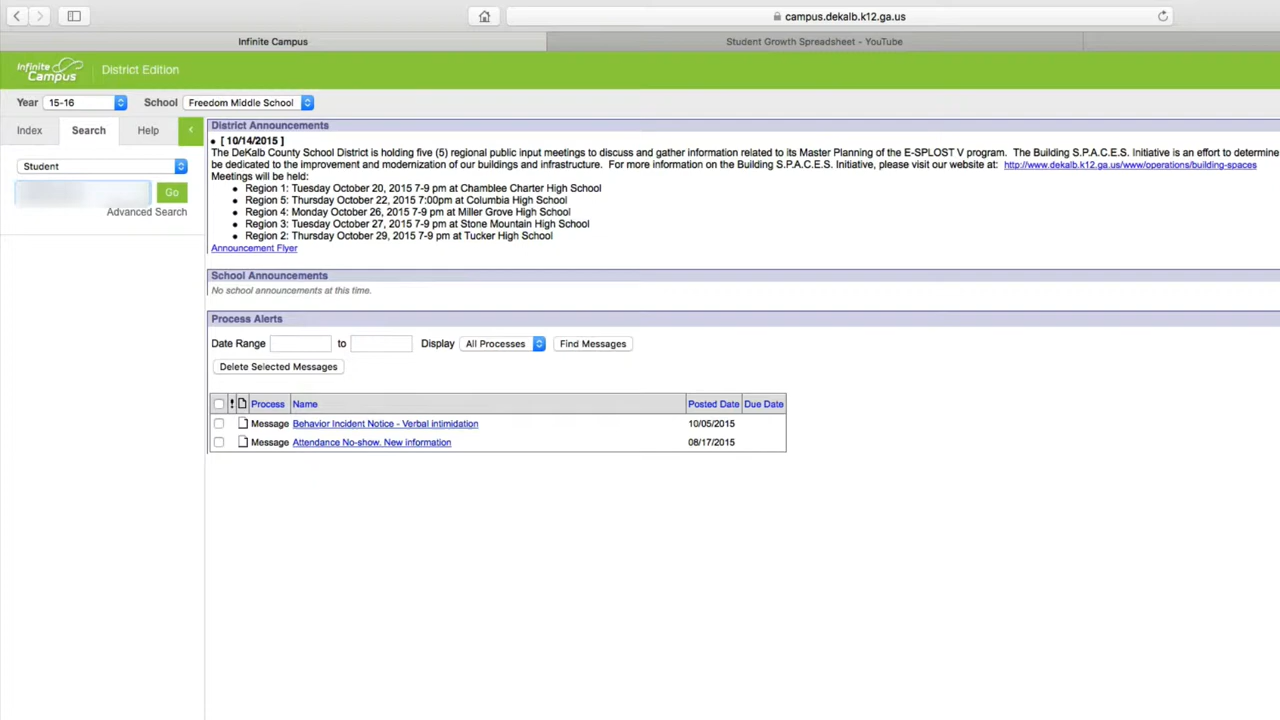 campus.dekalb.k12.ga.us
Infinite Campus
Student Growth Spreadsheet - YouTube
Infinite Campus
District Edition
Year 15-16 School Freedom Middle School
Index Search Help
Student
Go
Advanced Search
District Announcements
• [ 10/14/2015 ]
The DeKalb County School District is holding five (5) regional public input meetings to discuss and gather information related to its Master Planning of the E-SPLOST V program. The Building S.P.A.C.E.S. Initiative is an effort to determine
be dedicated to the improvement and modernization of our buildings and infrastructure. For more information on the Building S.P.A.C.E.S. Initiative, please visit our website at: http://www.dekalb.k12.ga.us/www/operations/building-spaces
Meetings will be held:
• Region 1: Tuesday October 20, 2015 7-9 pm at Chamblee Charter High School
• Region 5: Thursday October 22, 2015 7:00pm at Columbia High School
• Region 4: Monday October 26, 2015 7-9 pm at Miller Grove High School
• Region 3: Tuesday October 27, 2015 7-9 pm at Stone Mountain High School
• Region 2: Thursday October 29, 2015 7-9 pm at Tucker High School
Announcement Flyer
School Announcements
No school announcements at this time.
Process Alerts
Date Range to Display All Processes Find Messages
Delete Selected Messages
! Process Name Posted Date Due Date
Message Behavior Incident Notice - Verbal intimidation 10/05/2015
Message Attendance No-show. New information 08/17/2015